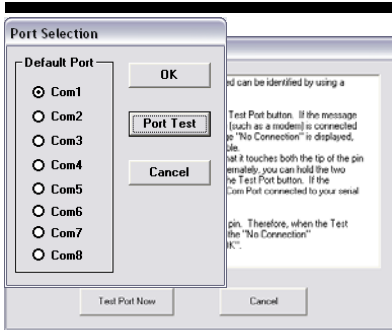 Port Selection
Default Port
Com1
Com2
Com3
Com4
Com5
Com6
Com7
Com8
OK
Port Test
Cancel
ed can be identified by using a
Test Port button. If the message
(such as a modem) is connected
"No Connection" is displayed,
ble.
at it touches both the tip of the pin
ernately, you can hold the two
he Test Port button. If the
Com Port connected to your serial
pin. Therefore, when the Test
the "No Connection"
K".
Test Port Now
Cancel